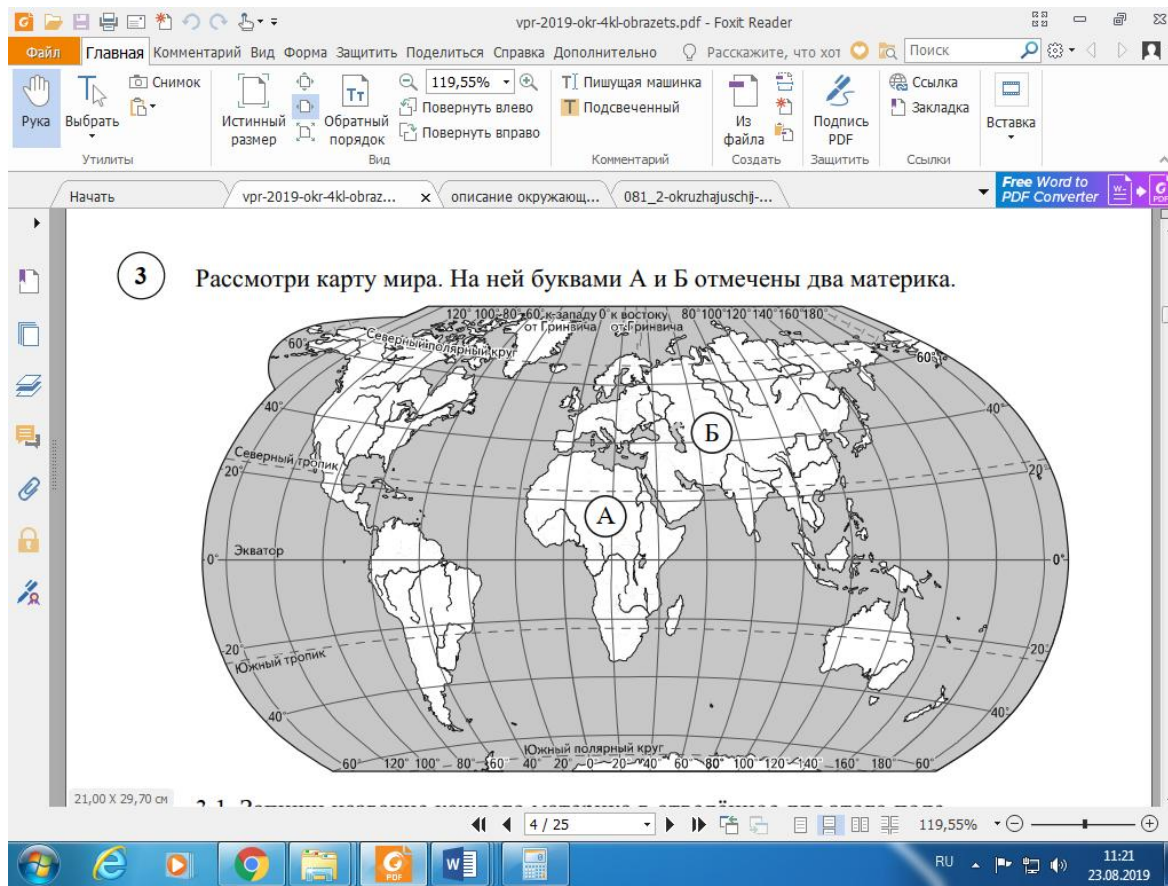 vpr-2019-okr-4kl-obrazets.pdf - Foxit Reader
Файл Главная Комментарий Вид Форма Защитить Поделиться Справка Дополнительно Расскажите, что хот Поиск
Рука
Выбрать
Снимок
Утилиты
Истинный размер
Обратный порядок
119,55%
Повернуть влево
Повернуть вправо
Вид
Пишущая машинка
Подсвеченный
Комментарий
Из файла
Создать
Подпись PDF
Защитить
Ссылка
Закладка
Ссылки
Вставка
Начать vpr-2019-okr-4kl-obraz... x описание окружающ... 081_2-okruzhajuschij-...
Free Word to
PDF Converter
3 Рассмотри карту мира. На ней буквами А и Б отмечены два материка.
120° 100° 80° 60° к западу 0° к востоку 80° 100° 120° 140° 160° 180°
от Гринвича от Гринвича
Северный полярный круг
60° 60°
40° 40°
Б
Северный тропик
20° 20°
А
Экватор
0° 0°
20° 20°
Южный тропик
40° 40°
Южный полярный круг
60° 120° 100° 80° 60° 40° 20° 0° 20° 40° 60° 80° 100° 120° 140° 160° 180° 60°
21,00 X 29,70 см
4 / 25 119,55%
RU 11:21
23.08.2019